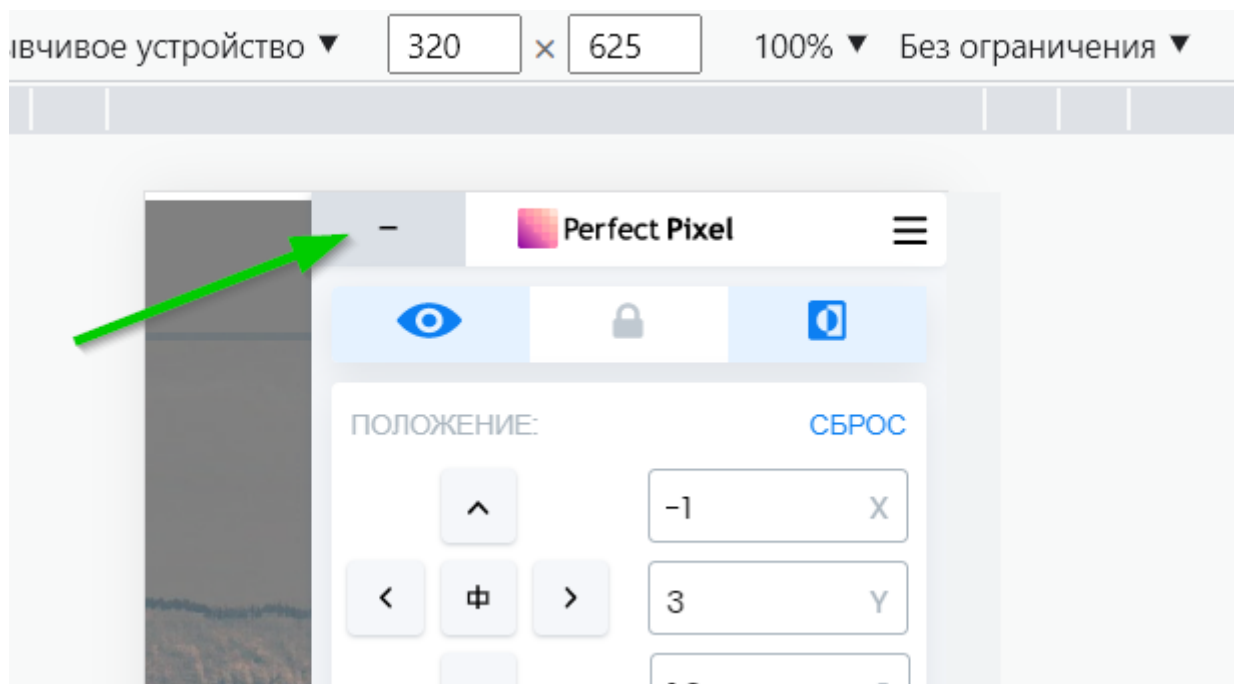 ывчивое устройство ▼ 320 × 625 100% ▼ Без ограничения ▼
– Perfect Pixel
ПОЛОЖЕНИЕ: СБРОС
-1 X
3 Y